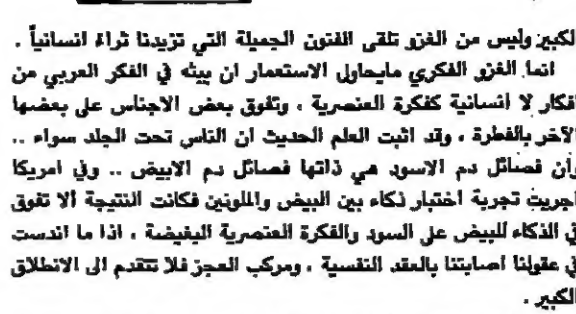 الكبير وليس من الغزو تلقى الفنون الجميلة التي تزيدنا ثراء انسانياً .
انما الغزو الفكري مايحاول الاستعمار ان يبثه في الفكر العربي من
افكار لا انسانية كفكرة العنصرية ، وتفوق بعض الاجناس على بعضها
الآخر بالفطرة ، وقد اثبت العلم الحديث ان الناس تحت الجلد سواء ..
وأن فصائل دم الاسود هي ذاتها فصائل دم الابيض .. وفي امريكا
اجريت تجربة اختبار ذكاء بين البيض والملونين فكانت النتيجة ألا تفوق
في الذكاء للبيض على السود والفكرة العنصرية البغيضة ، اذا ما اندست
في عقولنا اصابتنا بالعقد النفسية ، ومركب العجز فلا نتقدم الى الانطلاق
الكبير .